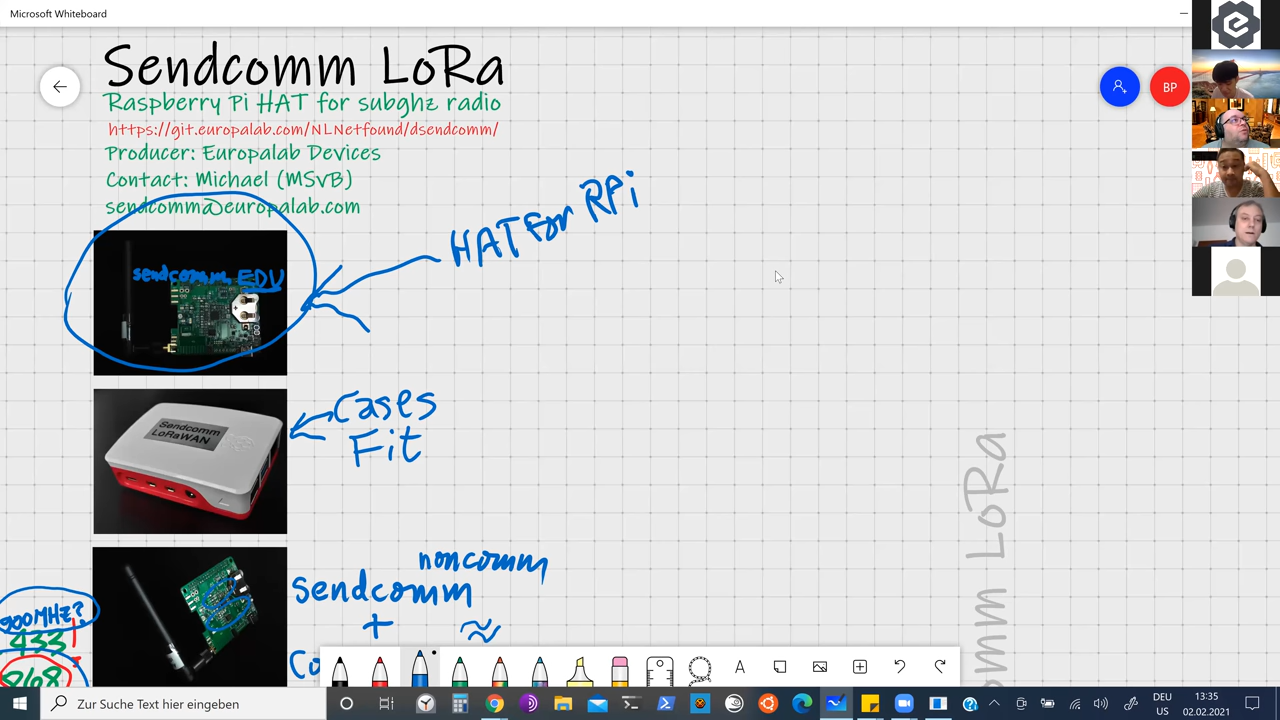 Microsoft Whiteboard
Sendcomm LoRa
Raspberry Pi HAT for subghz radio
https://git.europalab.com/NLNetfound/dsendcomm/
Producer: Europalab Devices
Contact: Michael (MSvB)
sendcomm@europalab.com
BP
HAT for RPi
sendcomm EDU
Cases
Fit
Sendcomm
LoRaWAN
noncomm
sendcomm
+
≈
900MHZ?
433
868
Sendcomm LoRa
Zur Suche Text hier eingeben
DEU
US
13:35
02.02.2021